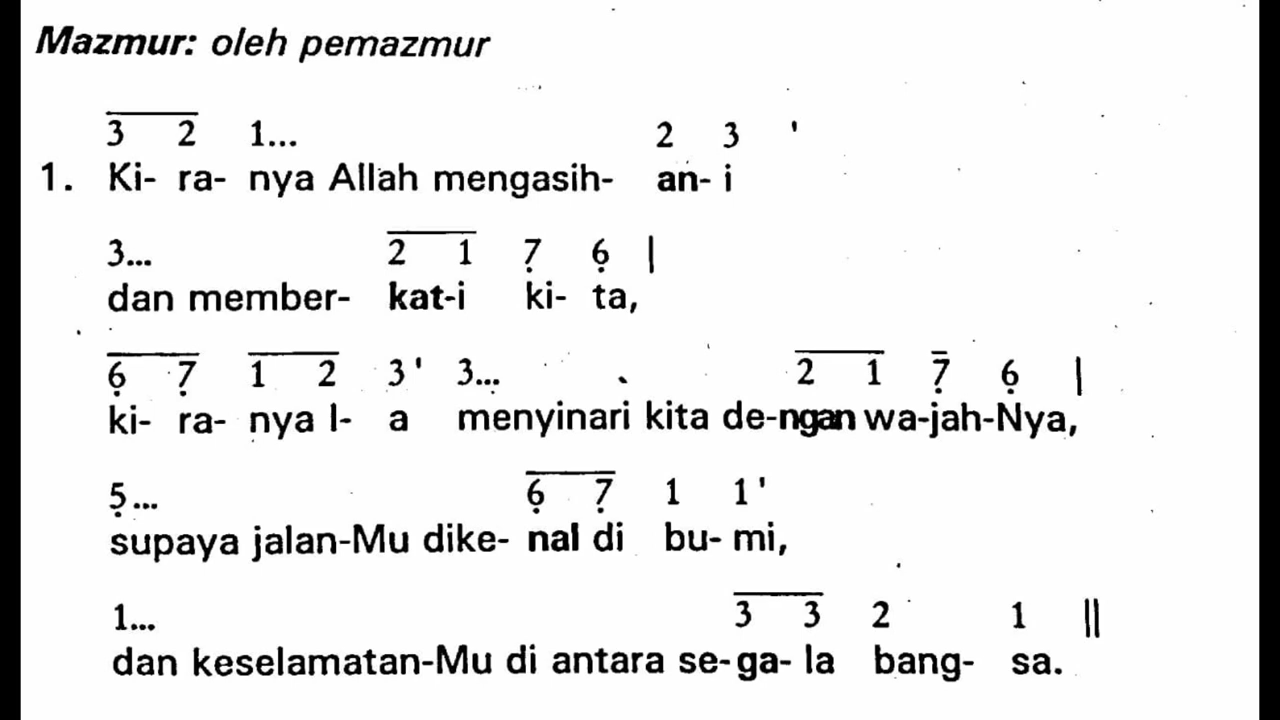 Mazmur: oleh pemazmur
3 2 1... 2 3 '
1. Ki- ra- nya Allah mengasih- an- i
3... 2 1 7̣ 6̣ |
dan member- kat-i ki- ta,
6̣ 7̣ 1 2 3 ' 3... 2 1 7̣ 6̣ |
ki- ra- nya I- a menyinari kita de-ngan wa-jah-Nya,
5̣... 6̣ 7̣ 1 1 '
supaya jalan-Mu dike- nal di bu- mi,
1... 3 3 2 1 ||
dan keselamatan-Mu di antara se-ga- la bang- sa.